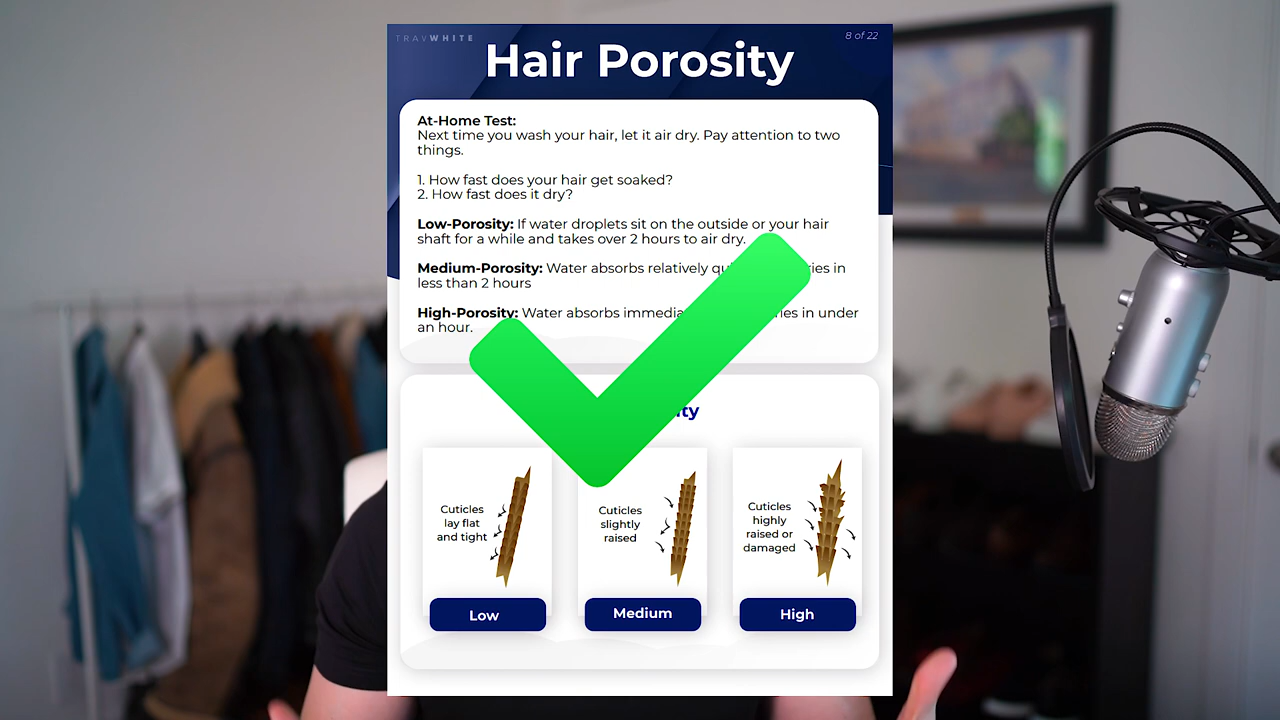 TRAVWHITE
8 of 22
Hair Porosity
At-Home Test:
Next time you wash your hair, let it air dry. Pay attention to two
things.
1. How fast does your hair get soaked?
2. How fast does it dry?
Low-Porosity: If water droplets sit on the outside or your hair
shaft for a while and takes over 2 hours to air dry.
Medium-Porosity: Water absorbs relatively in
less than 2 hours
High-Porosity: Water absorbs in under
an hour.
Cuticles
lay flat
and tight
Low
Cuticles
slightly
raised
Medium
Cuticles
highly
raised or
damaged
High